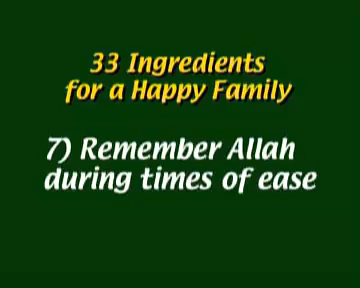 33 Ingredients
for a Happy Family
7) Remember Allah
during times of ease